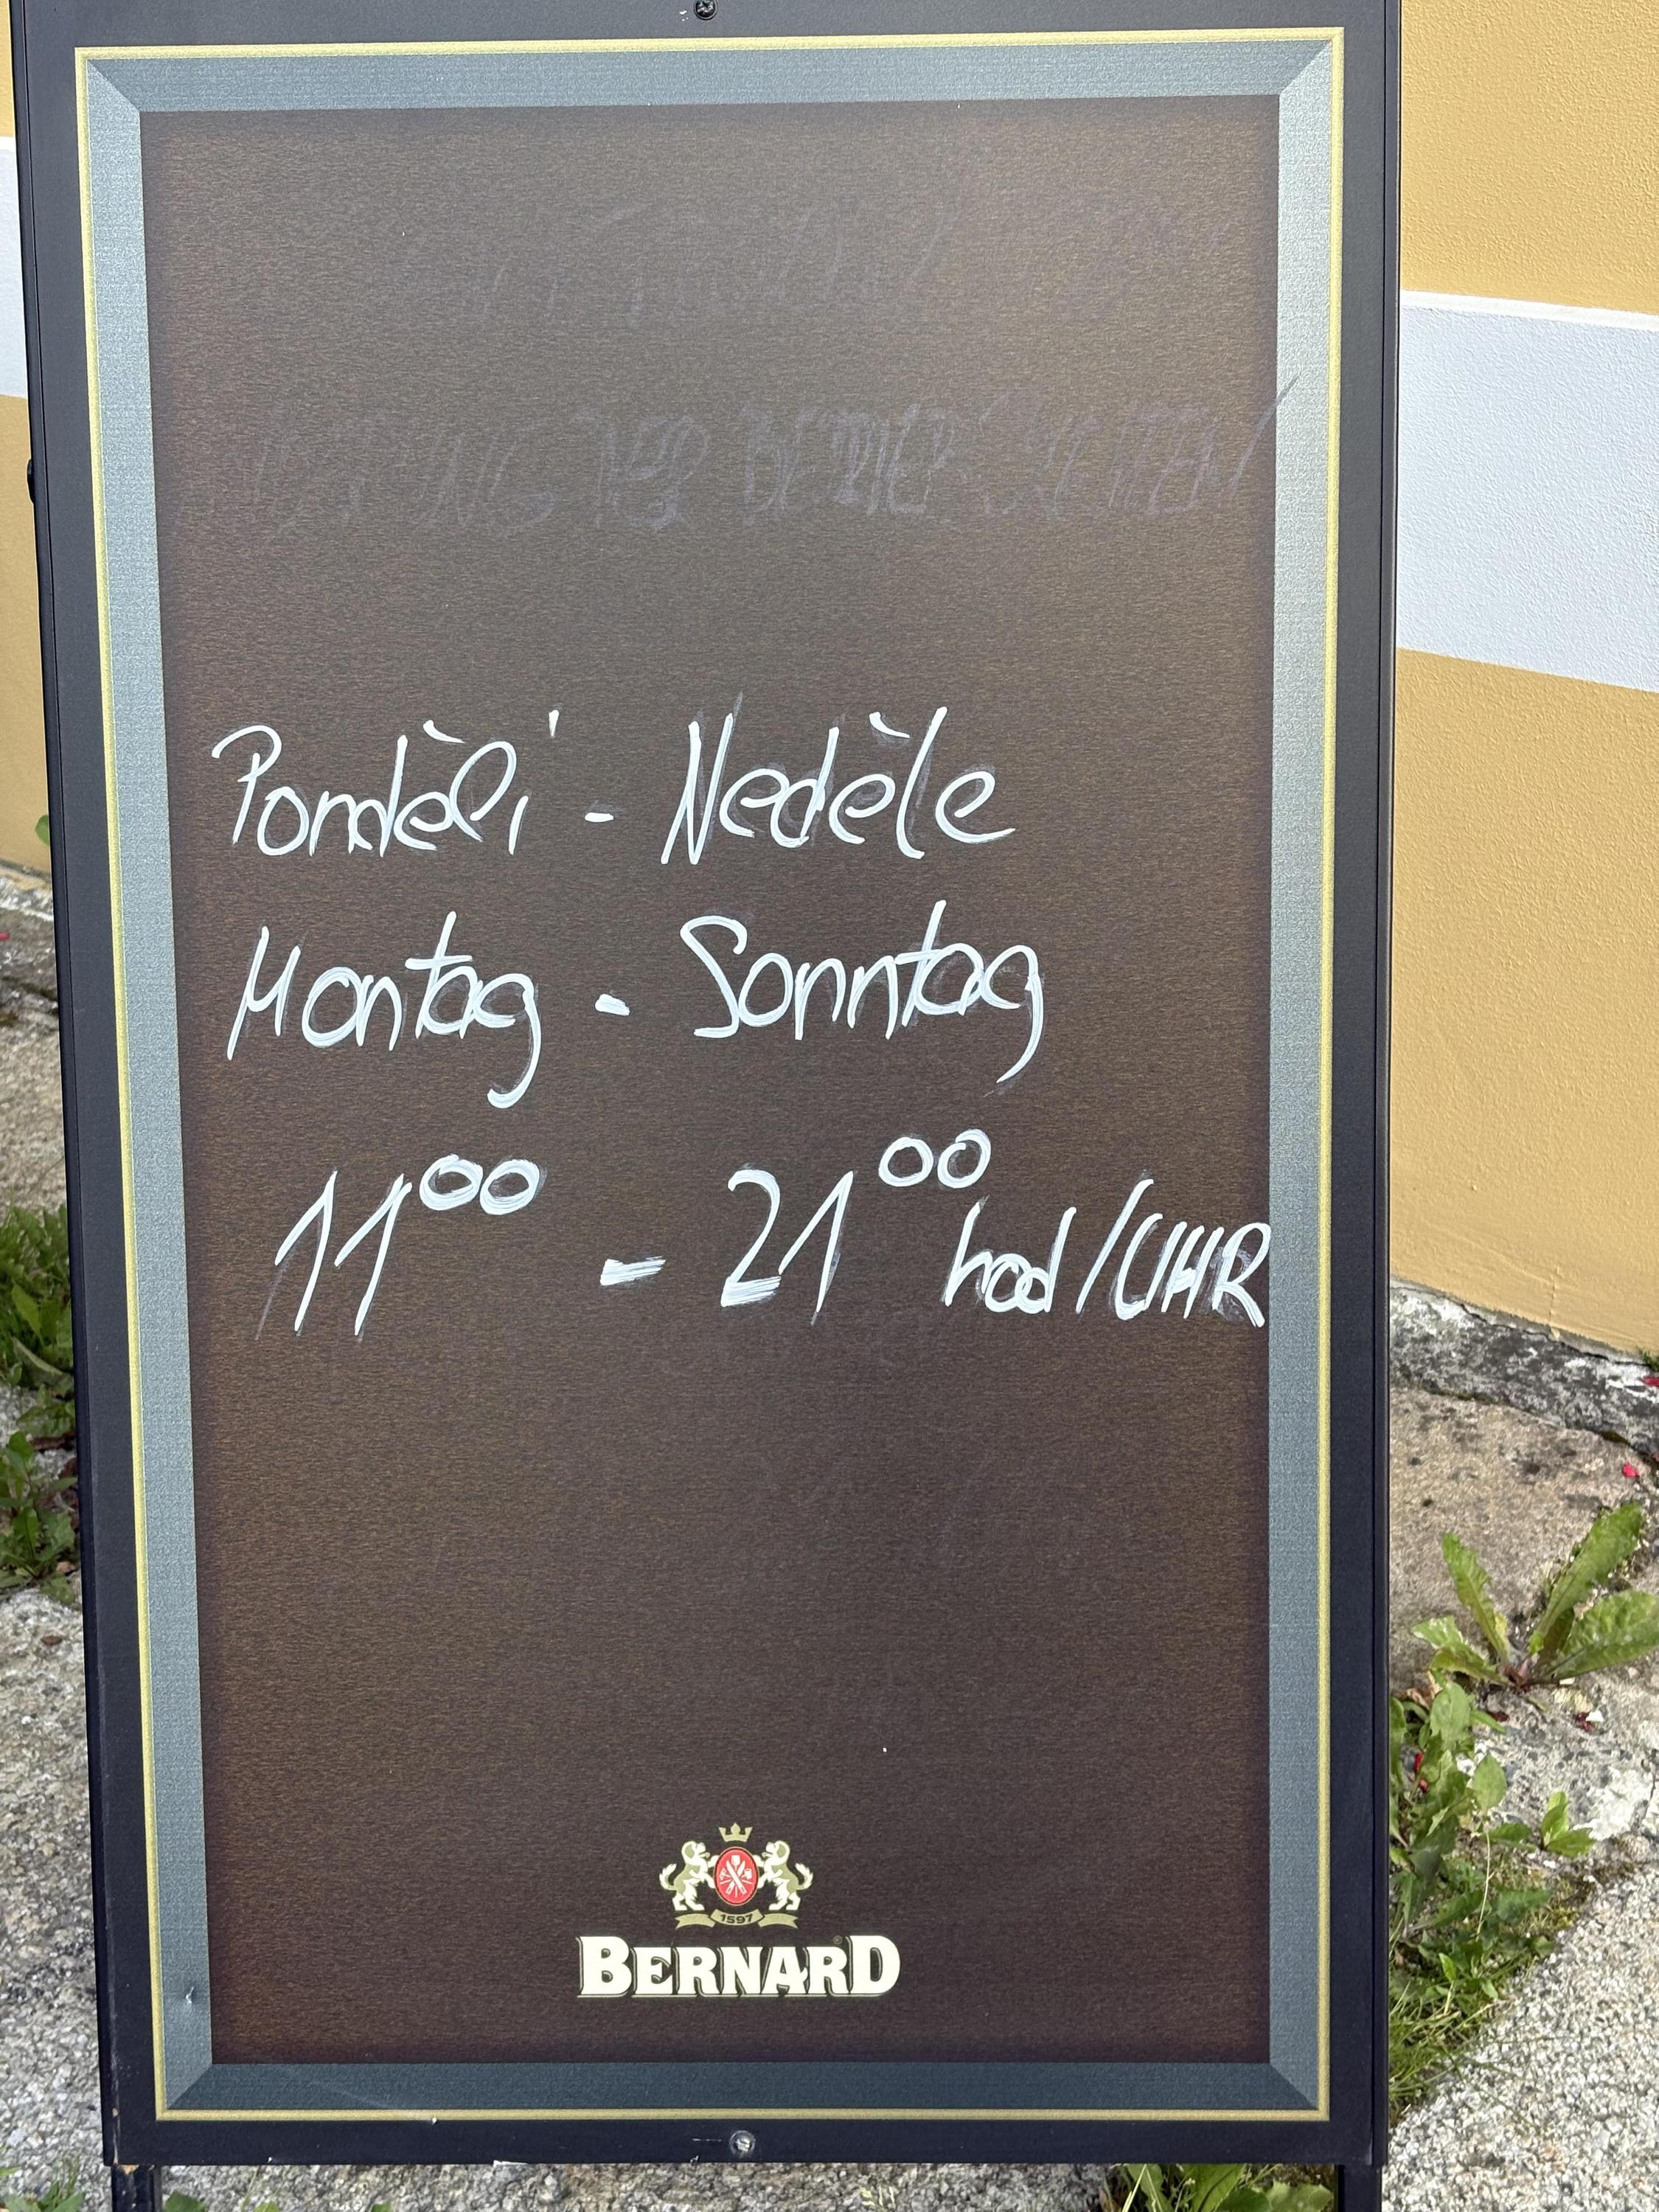 Pondělí - Neděle
Montag - Sonntag
11⁰⁰ - 21⁰⁰ hod/UHR
1597
BERNARD